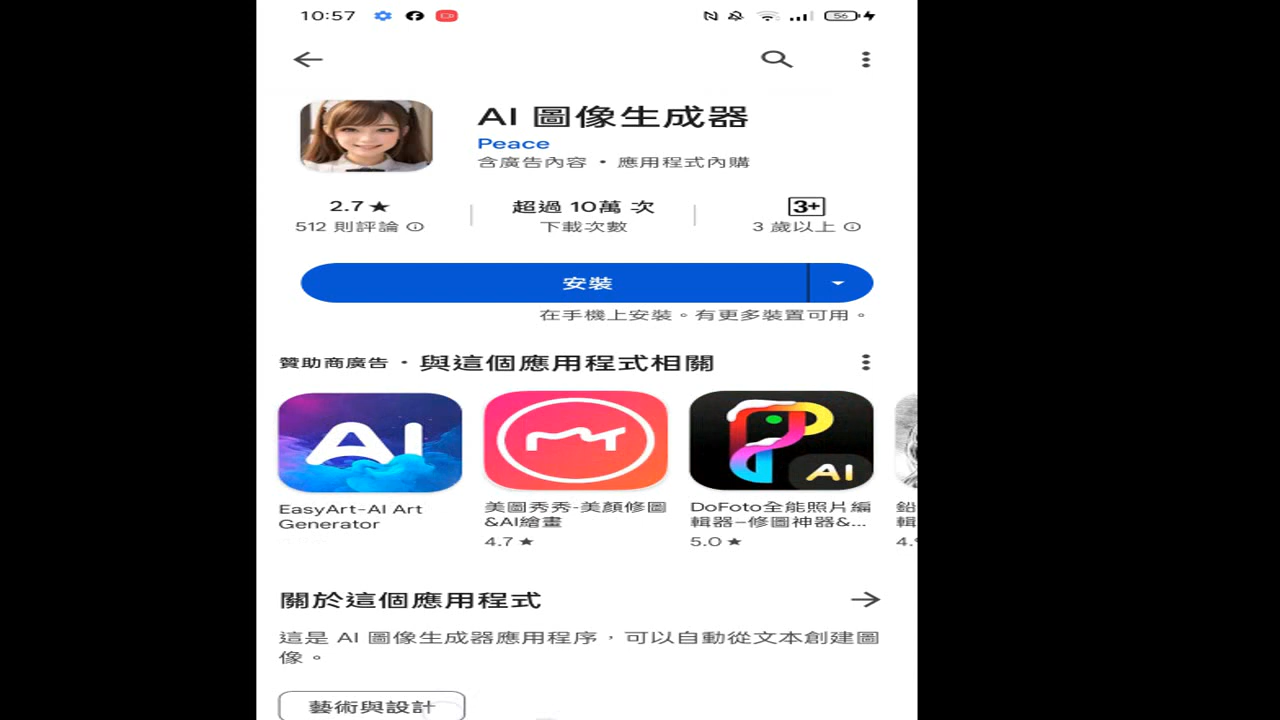 10:57
56
AI 圖像生成器
Peace
含廣告內容 • 應用程式內購
2.7★
512 則評論
超過 10萬 次
下載次數
3+
3 歲以上
安裝
在手機上安裝。有更多裝置可用。
贊助商廣告 • 與這個應用程式相關
AI
AI
EasyArt-AI Art
Generator
美圖秀秀-美顏修圖
&AI繪畫
4.7 ★
DoFoto全能照片編
輯器–修圖神器&...
5.0 ★
鉛
輯
4.
關於這個應用程式
這是 AI 圖像生成器應用程序，可以自動從文本創建圖
像。
藝術與設計